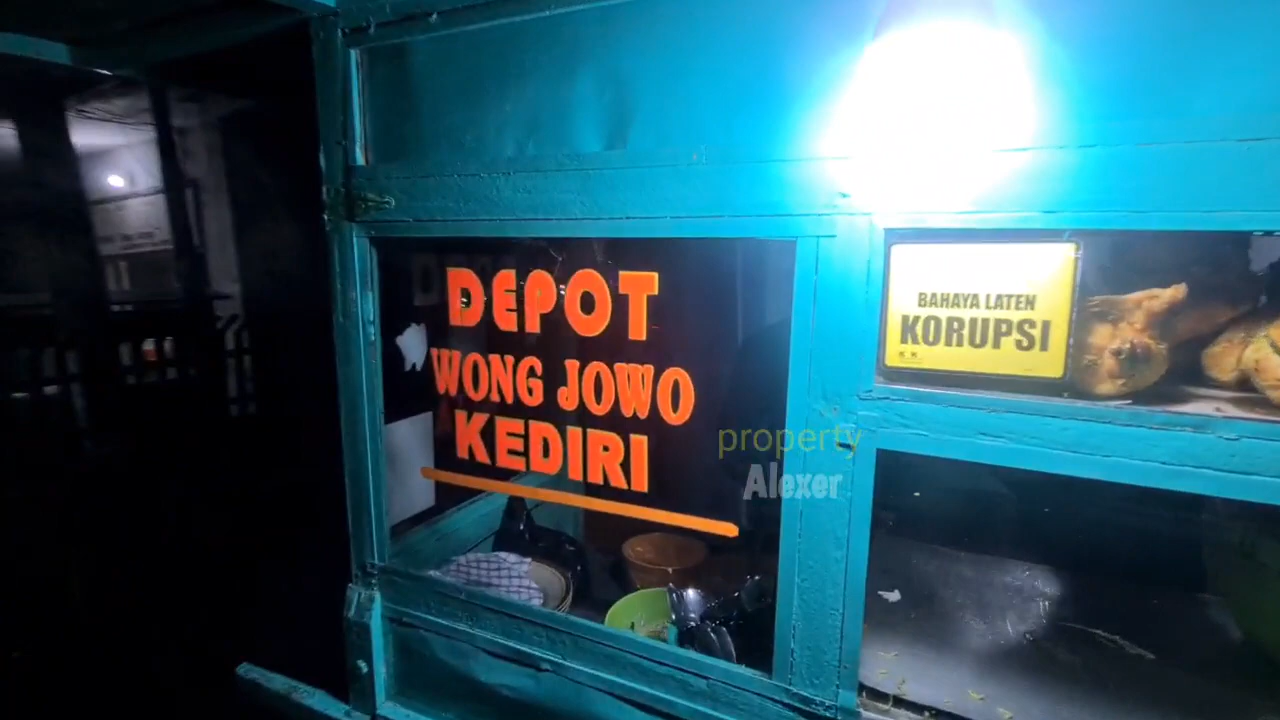 DEPOT
WONG JOWO
KEDIRI
BAHAYA LATEN
KORUPSI
property
Alexer